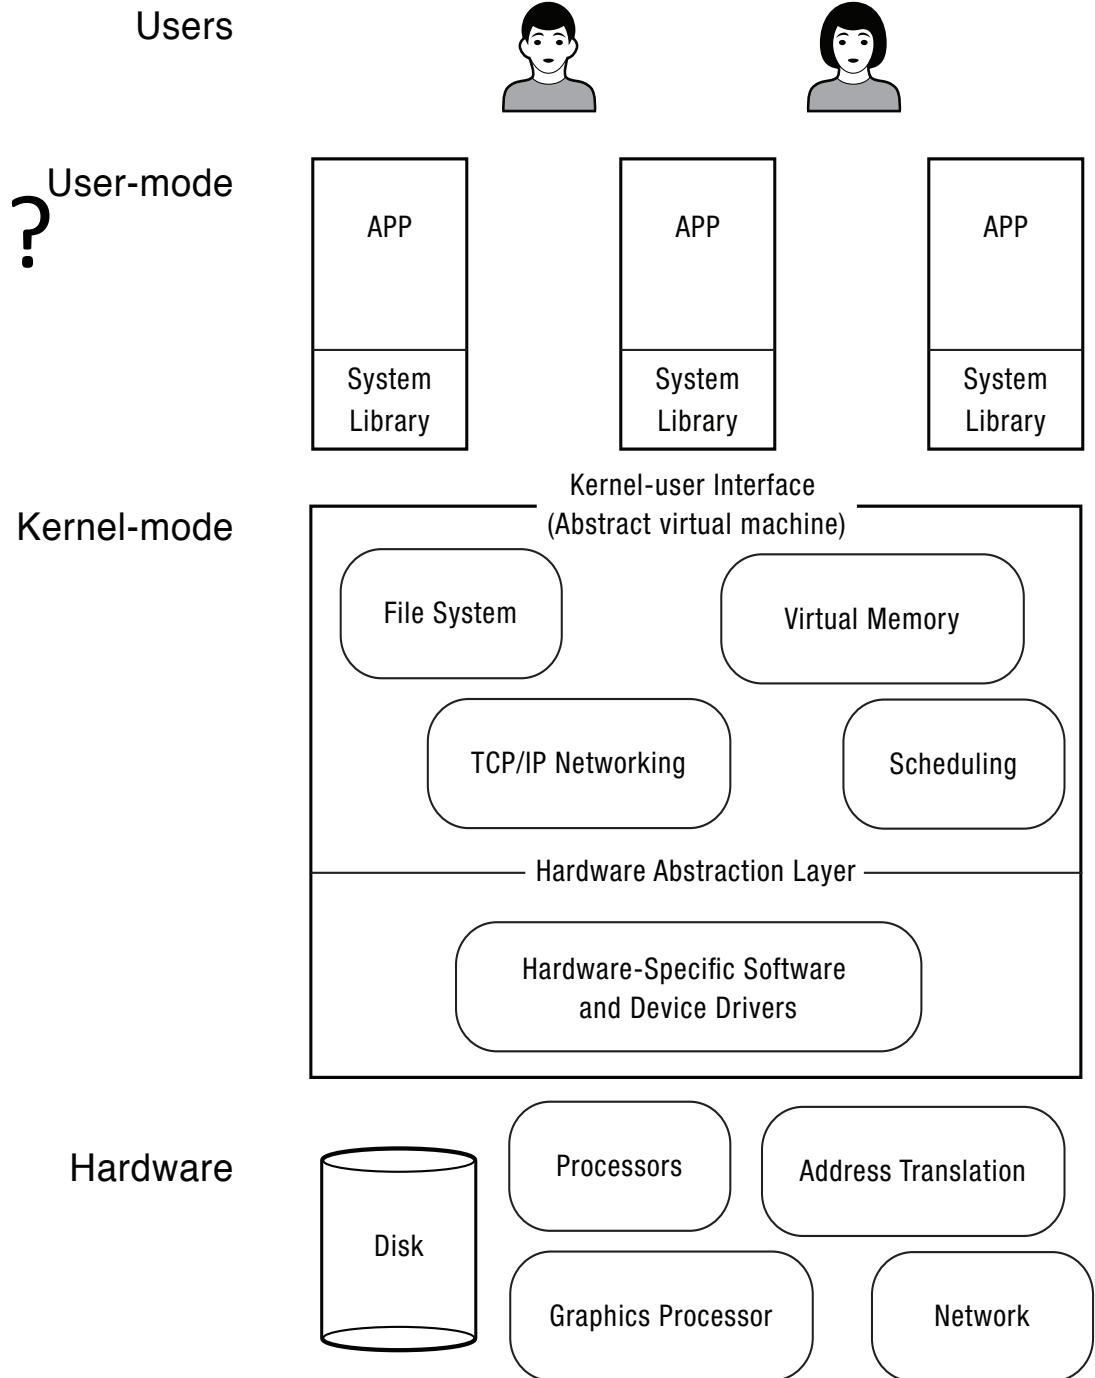 Users
User-mode
?
APP
APP
APP
System
Library
System
Library
System
Library
Kernel-user Interface
(Abstract virtual machine)
Kernel-mode
File System
Virtual Memory
TCP/IP Networking
Scheduling
Hardware Abstraction Layer
Hardware-Specific Software
and Device Drivers
Hardware
Processors
Address Translation
Disk
Graphics Processor
Network